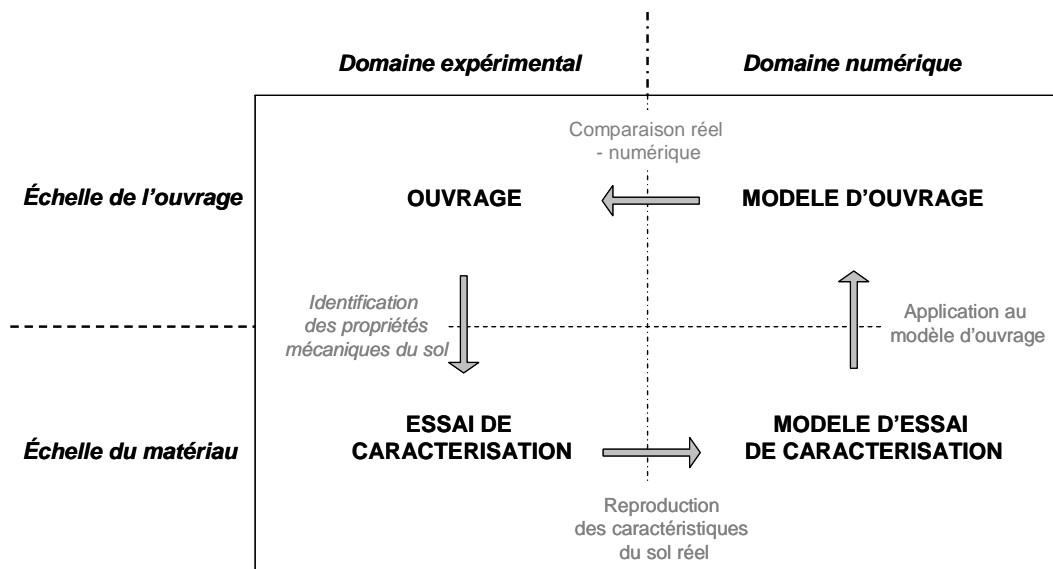 Domaine expérimental
Domaine numérique
Comparaison réel
- numérique
Échelle de l'ouvrage
OUVRAGE
MODELE D'OUVRAGE
Identification
des propriétés
mécaniques du sol
Application au
modèle d'ouvrage
Échelle du matériau
ESSAI DE
CARACTERISATION
MODELE D'ESSAI
DE CARACTERISATION
Reproduction
des caractéristiques
du sol réel